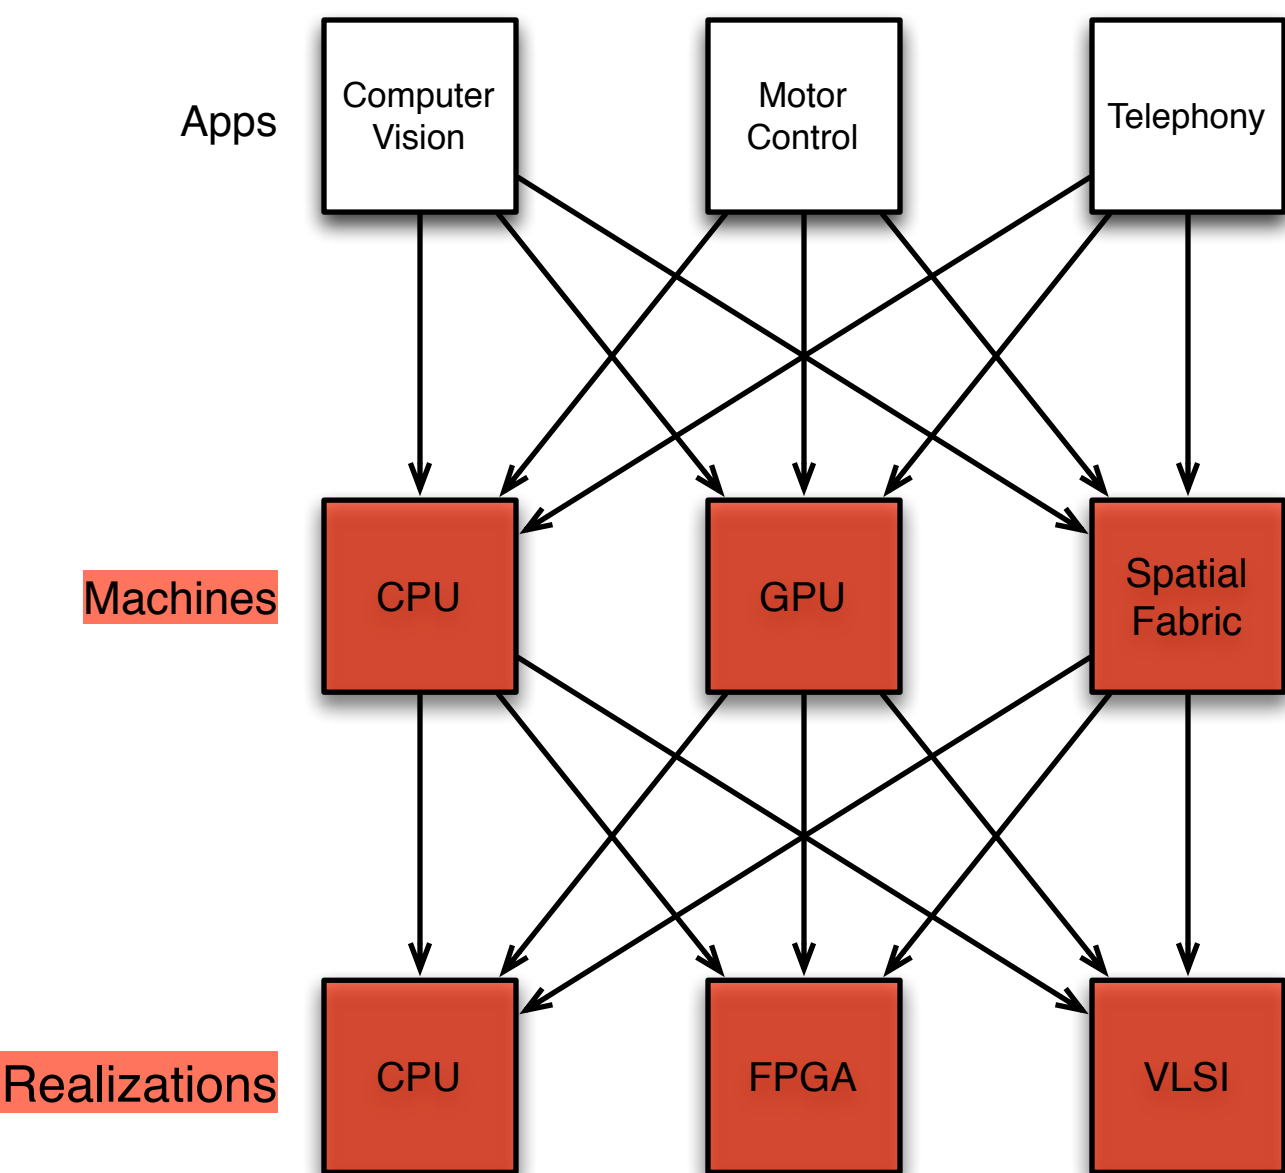 Apps
Computer
Vision
Motor
Control
Telephony
Machines
CPU
GPU
Spatial
Fabric
Realizations
CPU
FPGA
VLSI